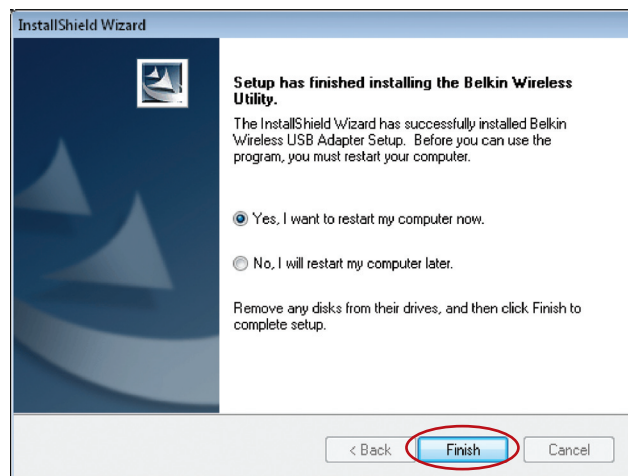 InstallShield Wizard
Setup has finished installing the Belkin Wireless
Utility.
The InstallShield Wizard has successfully installed Belkin
Wireless USB Adapter Setup. Before you can use the
program, you must restart your computer.
Yes, I want to restart my computer now.
No, I will restart my computer later.
Remove any disks from their drives, and then click Finish to
complete setup.
< Back Finish Cancel